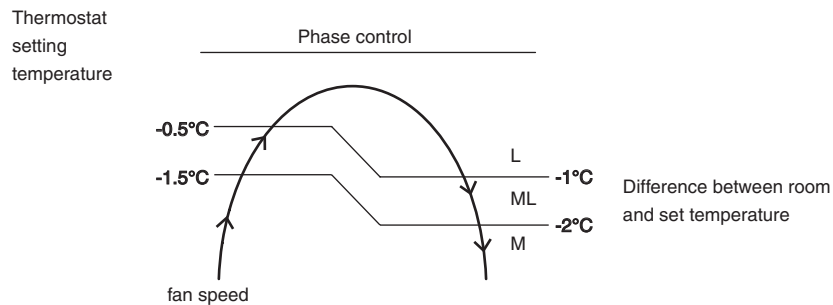 Thermostat
setting
temperature
Phase control
-0.5°C
-1.5°C
L
-1°C
ML
-2°C
M
Difference between room
and set temperature
fan speed